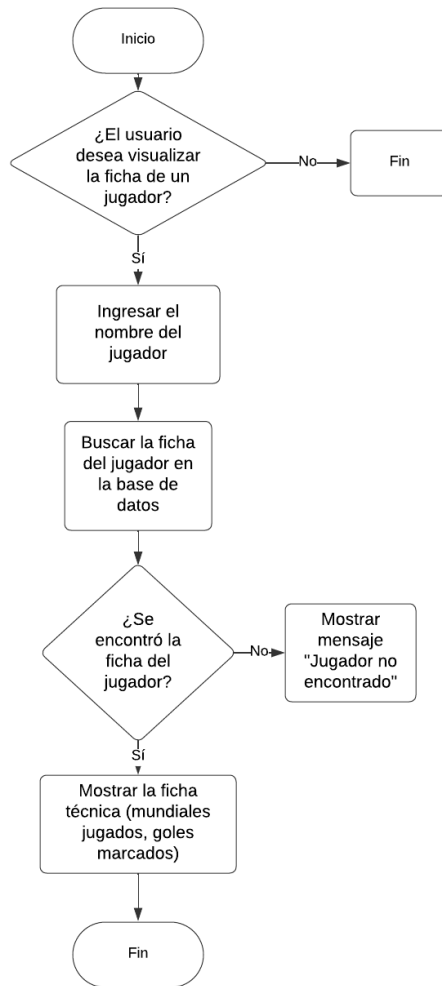 Inicio
¿El usuario
desea visualizar
la ficha de un
jugador?
No
Fin
Sí
Ingresar el
nombre del
jugador
Buscar la ficha
del jugador en
la base de
datos
¿Se
encontró la
ficha del
jugador?
No
Mostrar
mensaje
"Jugador no
encontrado"
Sí
Mostrar la ficha
técnica (mundiales
jugados, goles
marcados)
Fin